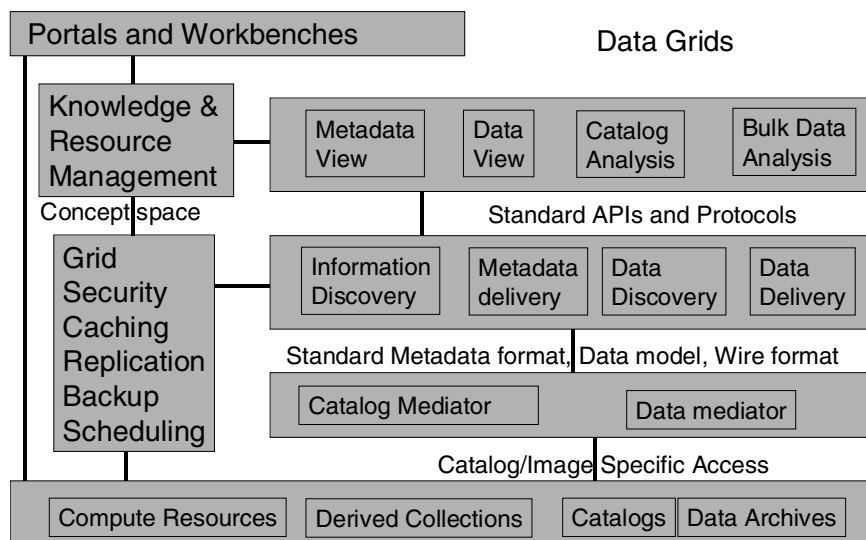 Portals and Workbenches
Data Grids
Knowledge &
Resource
Management
Metadata
View
Data
View
Catalog
Analysis
Bulk Data
Analysis
Concept space
Standard APIs and Protocols
Grid
Security
Caching
Replication
Backup
Scheduling
Information
Discovery
Metadata
delivery
Data
Discovery
Data
Delivery
Standard Metadata format, Data model, Wire format
Catalog Mediator
Data mediator
Catalog/Image Specific Access
Compute Resources
Derived Collections
Catalogs
Data Archives